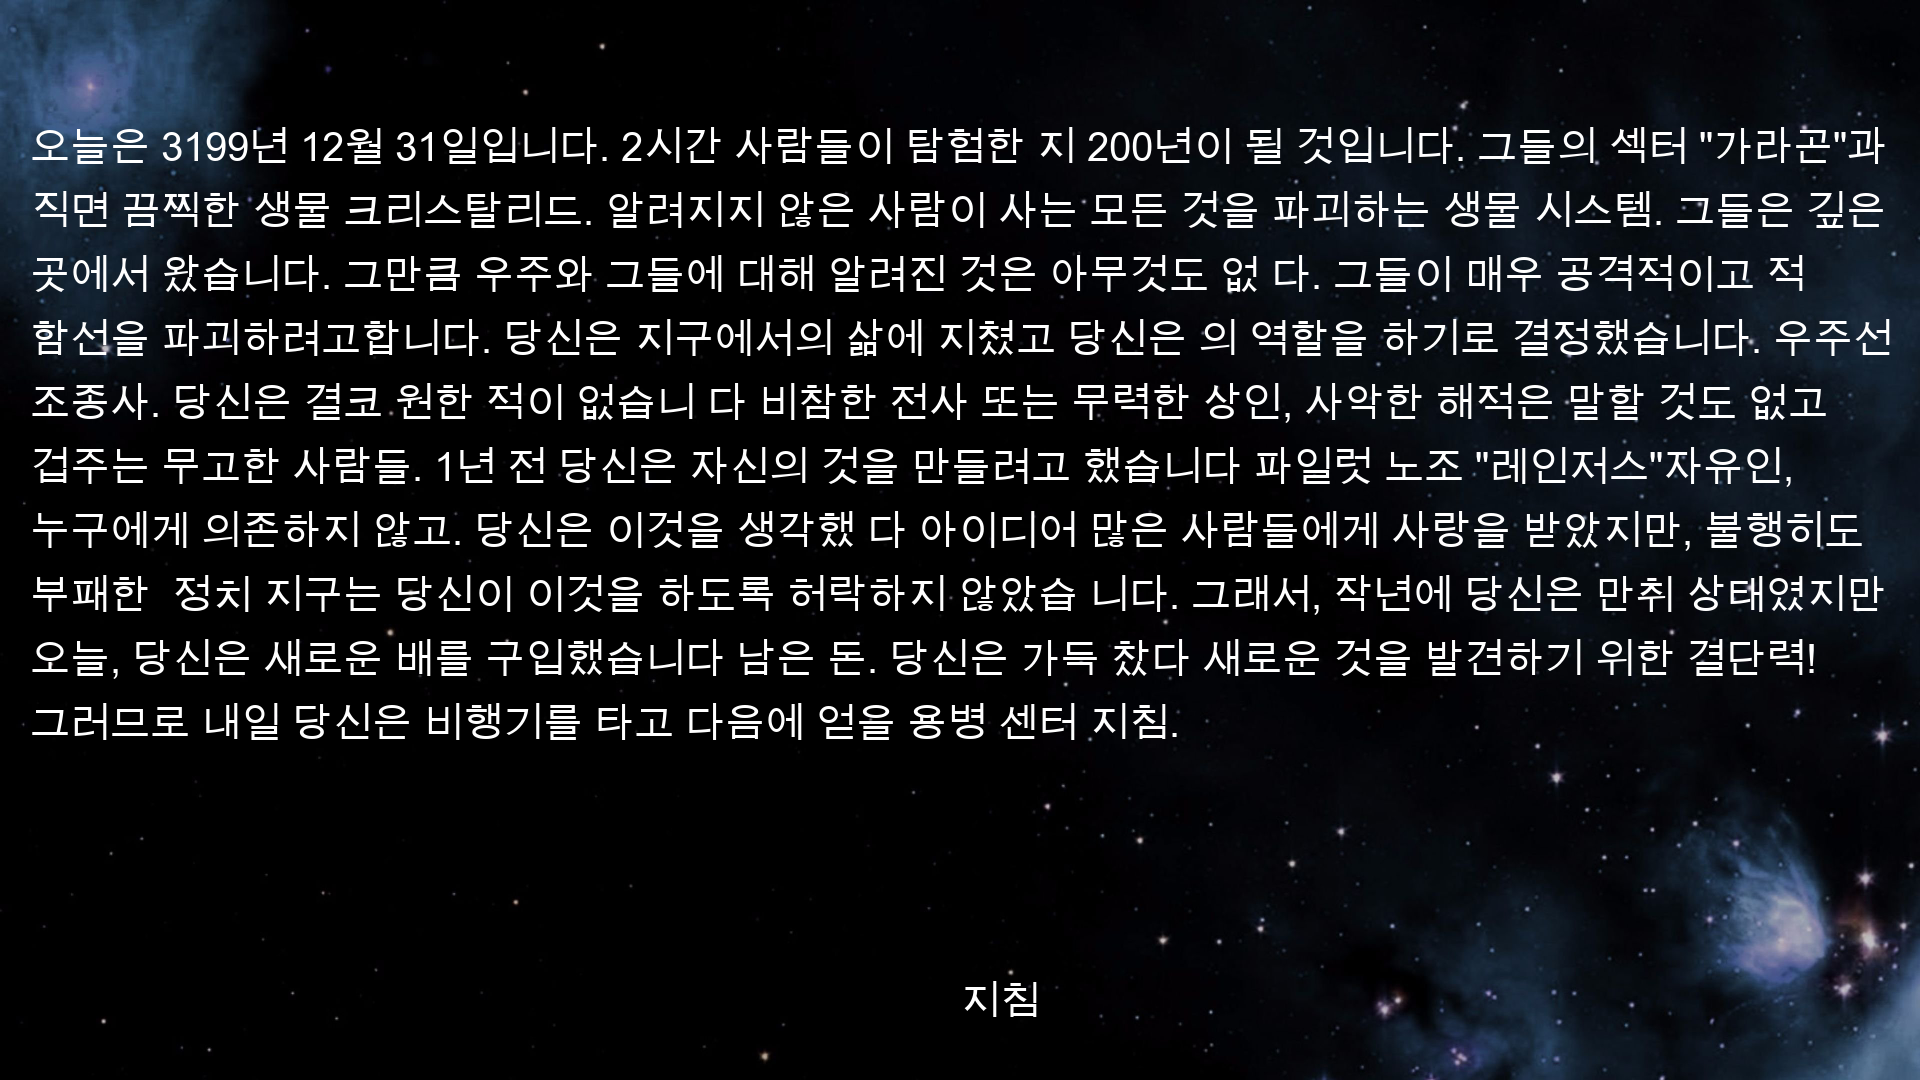 오늘은 3199년 12월 31일입니다. 2시간 사람들이 탐험한 지 200년이 될 것입니다. 그들의 섹터 "가라곤"과
직면 끔찍한 생물 크리스탈리드. 알려지지 않은 사람이 사는 모든 것을 파괴하는 생물 시스템. 그들은 깊은
곳에서 왔습니다. 그만큼 우주와 그들에 대해 알려진 것은 아무것도 없 다. 그들이 매우 공격적이고 적
함선을 파괴하려고합니다. 당신은 지구에서의 삶에 지쳤고 당신은 의 역할을 하기로 결정했습니다. 우주선
조종사. 당신은 결코 원한 적이 없습니 다 비참한 전사 또는 무력한 상인, 사악한 해적은 말할 것도 없고
겁주는 무고한 사람들. 1년 전 당신은 자신의 것을 만들려고 했습니다 파일럿 노조 "레인저스"자유인,
누구에게 의존하지 않고. 당신은 이것을 생각했 다 아이디어 많은 사람들에게 사랑을 받았지만, 불행히도
부패한  정치 지구는 당신이 이것을 하도록 허락하지 않았습 니다. 그래서, 작년에 당신은 만취 상태였지만
오늘, 당신은 새로운 배를 구입했습니다 남은 돈. 당신은 가득 찼다 새로운 것을 발견하기 위한 결단력!
그러므로 내일 당신은 비행기를 타고 다음에 얻을 용병 센터 지침.
지침